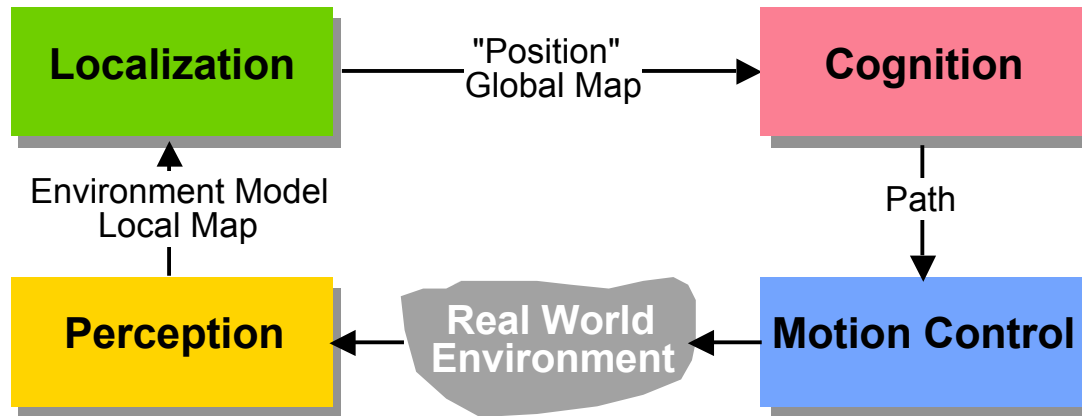 Localization
"Position"
Global Map
Cognition
Environment Model
Local Map
Path
Perception
Real World
Environment
Motion Control